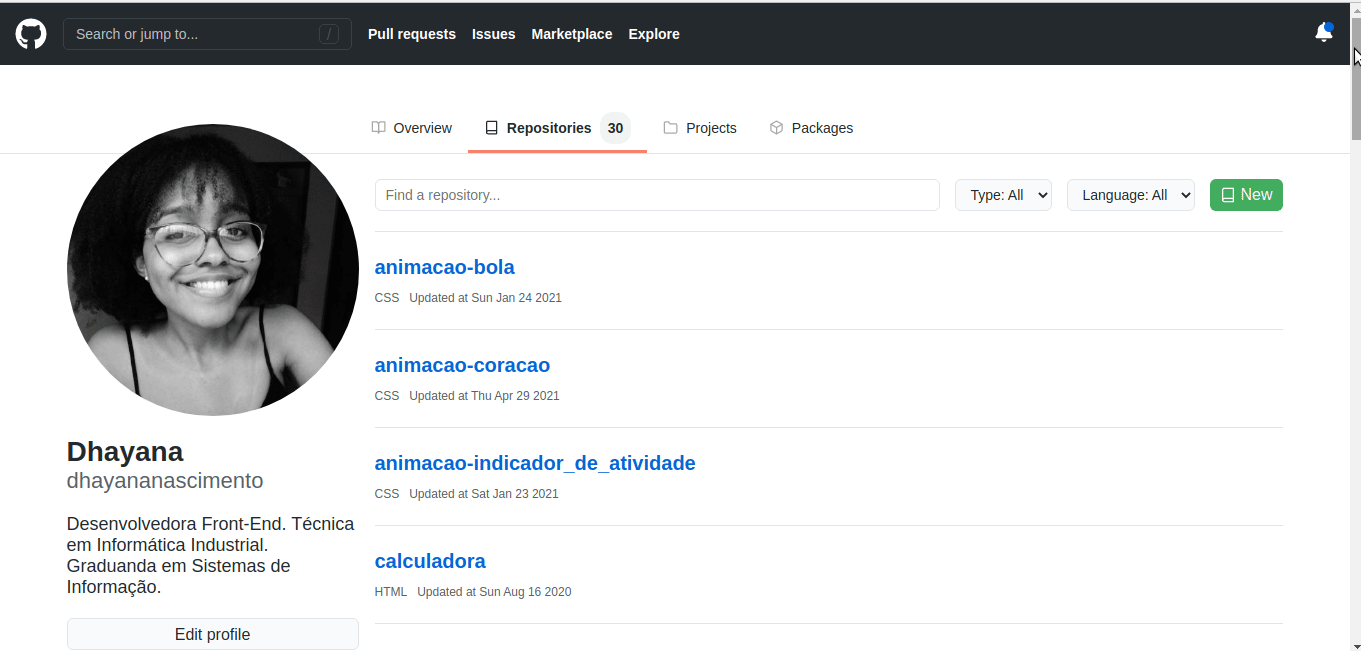 Search or jump to... / Pull requests Issues Marketplace Explore
Overview Repositories 30 Projects Packages
Find a repository... Type: All Language: All New
animacao-bola
CSS Updated at Sun Jan 24 2021
animacao-coracao
CSS Updated at Thu Apr 29 2021
animacao-indicador_de_atividade
CSS Updated at Sat Jan 23 2021
calculadora
HTML Updated at Sun Aug 16 2020
Dhayana
dhayananascimento
Desenvolvedora Front-End. Técnica
em Informática Industrial.
Graduanda em Sistemas de
Informação.
Edit profile